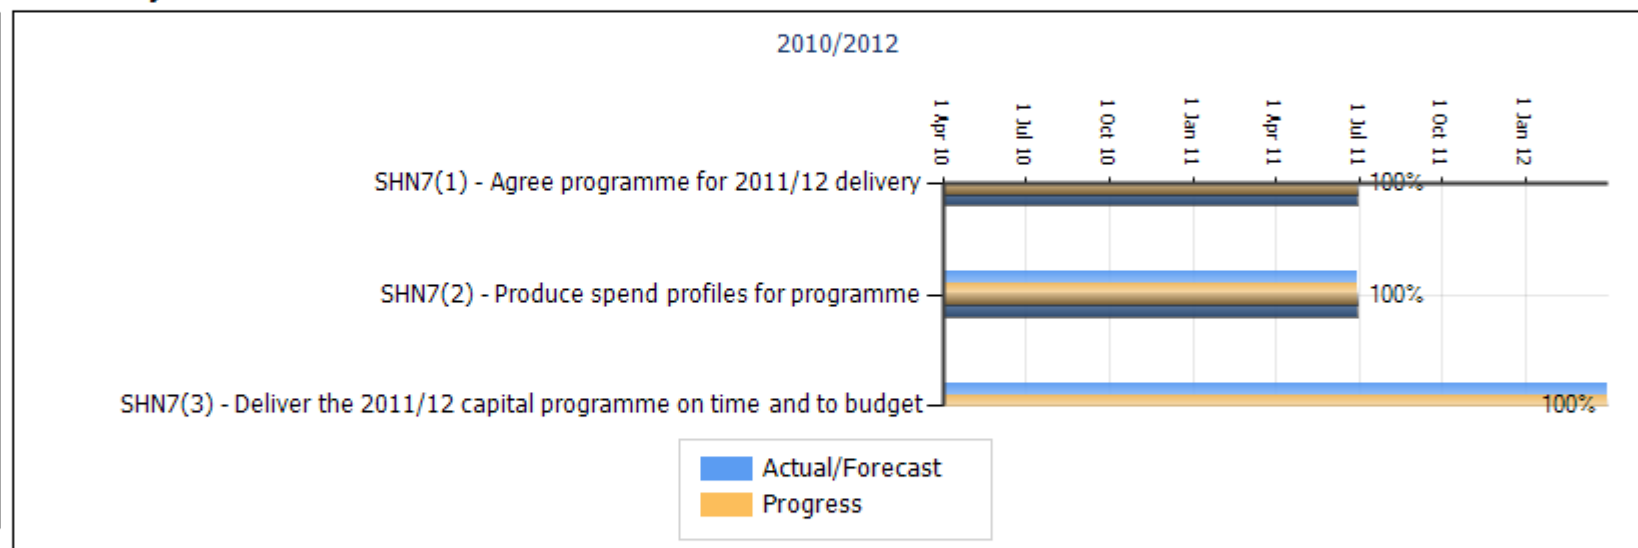 2010/2012
1 Apr 10
1 Jul 10
1 Oct 10
1 Jan 11
1 Apr 11
1 Jul 11
1 Oct 11
1 Jan 12
SHN7(1) - Agree programme for 2011/12 delivery
100%
SHN7(2) - Produce spend profiles for programme
100%
SHN7(3) - Deliver the 2011/12 capital programme on time and to budget
100%
Actual/Forecast
Progress